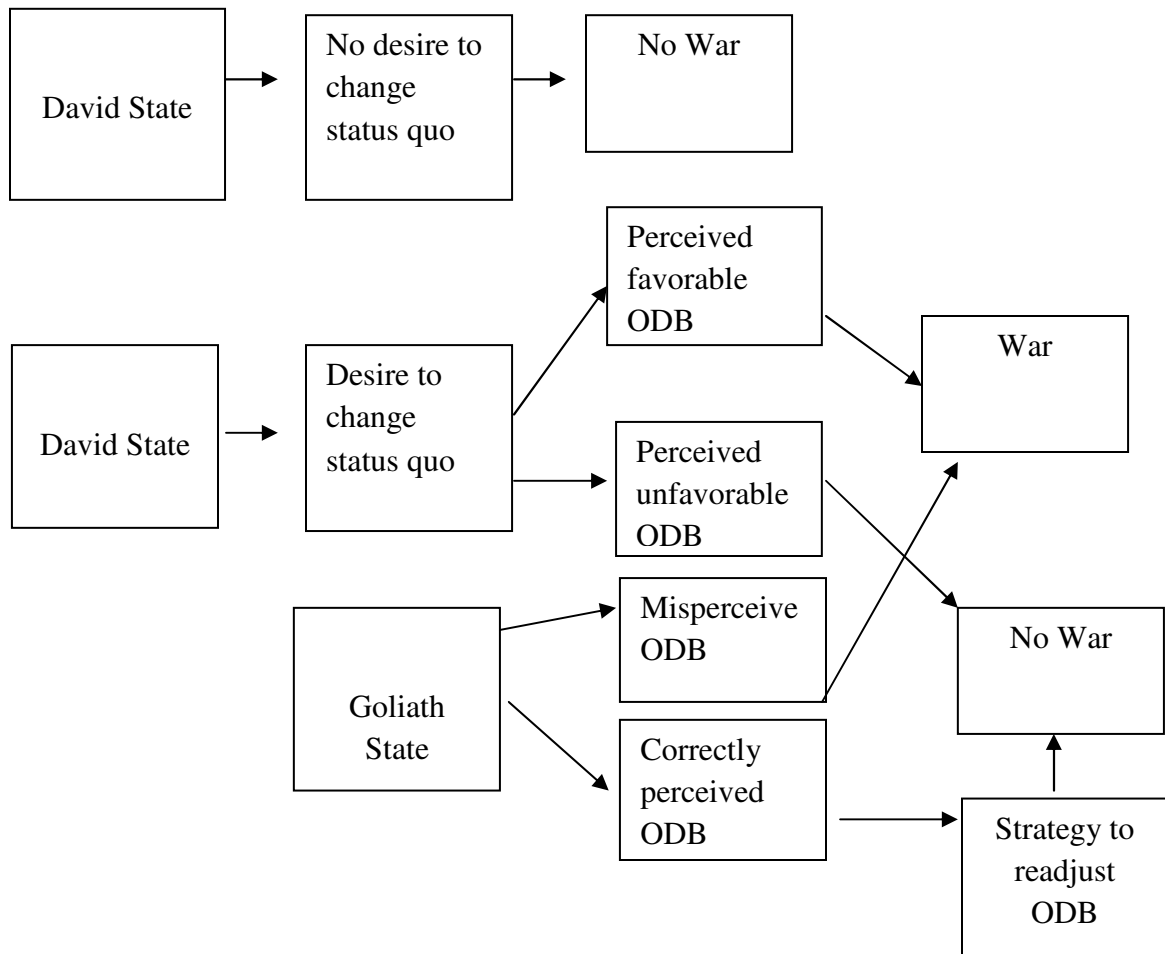 David State
No desire to
change
status quo
No War
David State
Desire to
change
status quo
Perceived
favorable
ODB
War
Perceived
unfavorable
ODB
Misperceive
ODB
No War
Goliath
State
Correctly
perceived
ODB
Strategy to
readjust
ODB